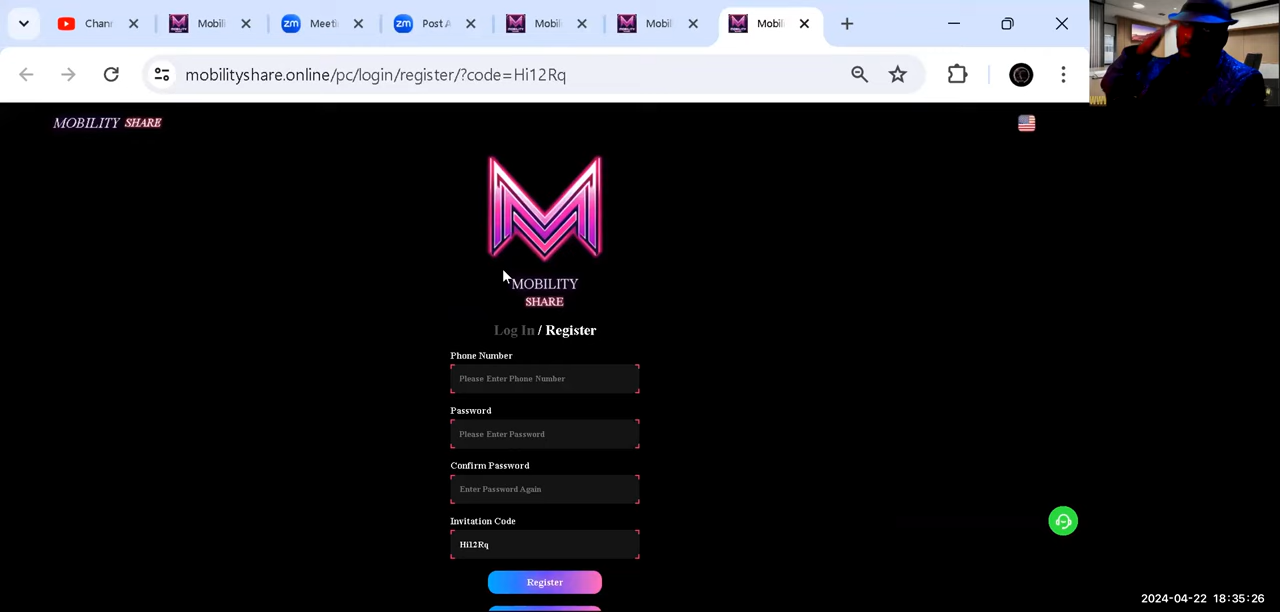 Chan
Mobil
zm
Meeti
zm
Post A
Mobil
Mobil
Mobil
mobilityshare.online/pc/login/register/?code=Hi12Rq
MOBILITY SHARE
MOBILITY
SHARE
Log In / Register
Phone Number
Please Enter Phone Number
Password
Please Enter Password
Confirm Password
Enter Password Again
Invitation Code
Hi12Rq
Register
2024-04-22 18:35:26